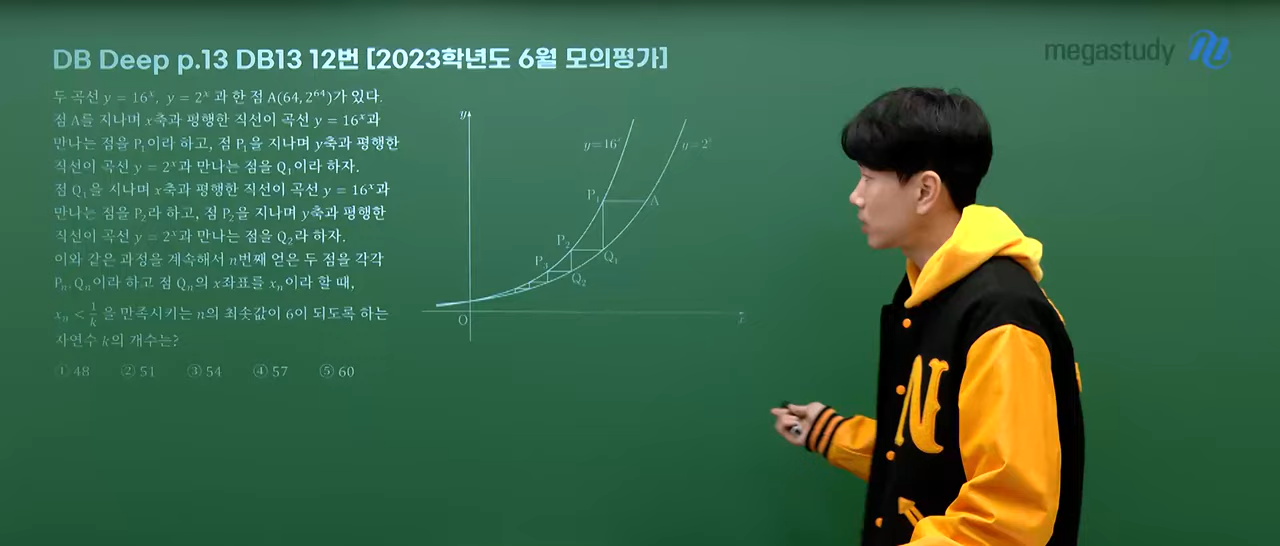 DB Deep p.13 DB13 12번 [2023학년도 6월 모의평가]
megastudy
두 곡선 y = 16ˣ, y = 2ˣ 과 한 점 A(64, 2⁶⁴)가 있다.
점 A를 지나며 x축과 평행한 직선이 곡선 y = 16ˣ과
만나는 점을 P₁이라 하고, 점 P₁을 지나며 y축과 평행한
직선이 곡선 y = 2ˣ과 만나는 점을 Q₁이라 하자.
점 Q₁을 지나며 x축과 평행한 직선이 곡선 y = 16ˣ과
만나는 점을 P₂라 하고, 점 P₂을 지나며 y축과 평행한
직선이 곡선 y = 2ˣ과 만나는 점을 Q₂라 하자.
이와 같은 과정을 계속해서 n번째 얻은 두 점을 각각
Pₙ, Qₙ이라 하고 점 Qₙ의 x좌표를 xₙ이라 할 때,
xₙ < 1/k 을 만족시키는 n의 최솟값이 6이 되도록 하는
자연수 k의 개수는?
① 48 ② 51 ③ 54 ④ 57 ⑤ 60
y
y=16ˣ
y=2ˣ
P₁
A
P₂
Q₁
P₃
Q₂
O
x
N